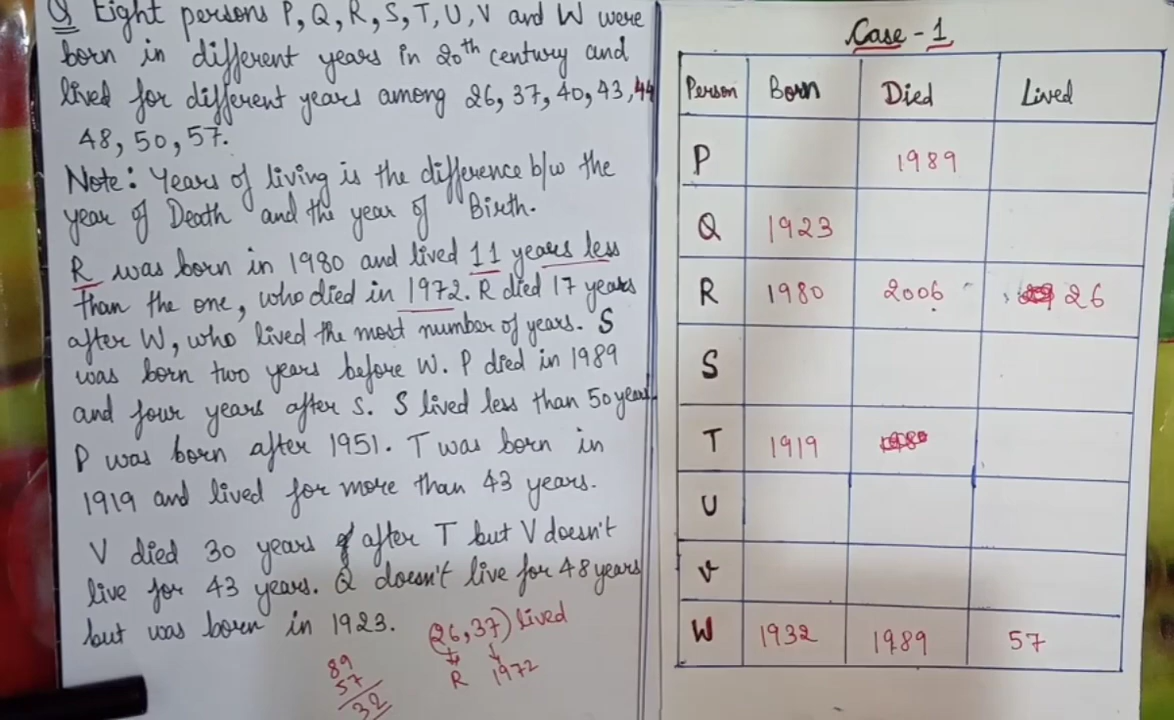 Q Eight persons P, Q, R, S, T, U, V and W were
born in different years in 20th century and
lived for different years among 26, 37, 40, 43, 44
48, 50, 57.
Note: Years of living is the difference b/w the
year of Death and the year of Birth.
R was born in 1980 and lived 11 years less
than the one, who died in 1972. R died 17 years
after W, who lived the most number of years. S
was born two years before W. P died in 1989
and four years after S. S lived less than 50 years.
P was born after 1951. T was born in
1919 and lived for more than 43 years.
V died 30 years after T but V doesn't
live for 43 years. Q doesn't live for 48 years
but was born in 1923.
(26, 37) lived
R 1972
89
57
32
Case - 1
Person Born Died Lived
P 1989
Q 1923
R 1980 2006 26
S
T 1919
U
V
W 1932 1989 57